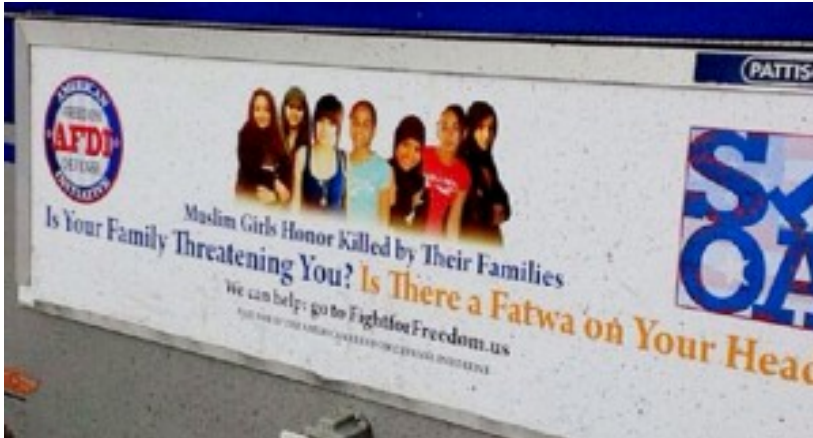 PATTIS
AMERICAN
FREEDOM
AFDI
DEFENSE
INITIATIVE
Muslim Girls Honor Killed by Their Families
Is Your Family Threatening You? Is There a Fatwa on Your Head
We can help: go to FightforFreedom.us